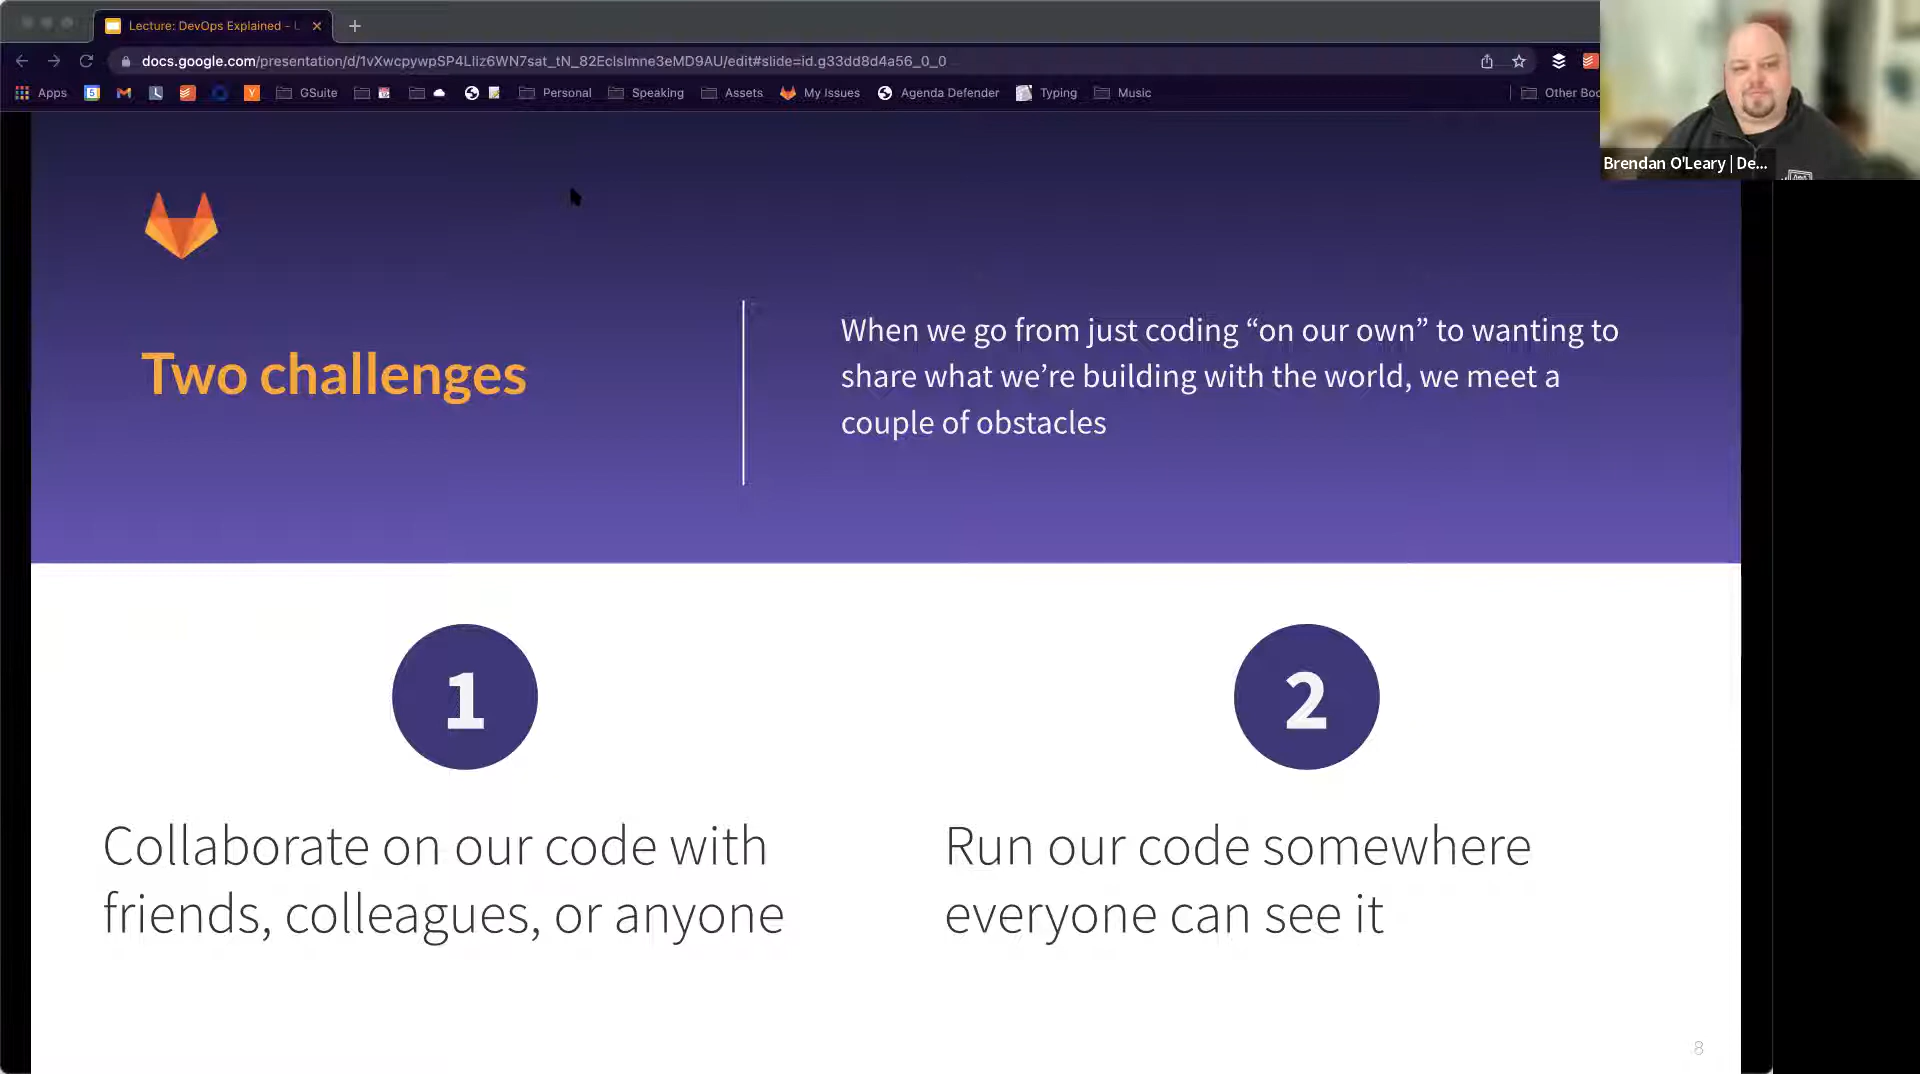 Lecture: DevOps Explained - L
docs.google.com/presentation/d/1vXwcpywpSP4LIiz6WN7sat_tN_82EclsImne3eMD9AU/edit#slide=id.g33dd8d4a56_0_0
Apps
5
GSuite
Personal
Speaking
Assets
My Issues
Agenda Defender
Typing
Music
Other Boo
Brendan O'Leary | De...
Two challenges
When we go from just coding “on our own” to wanting to
share what we’re building with the world, we meet a
couple of obstacles
1
Collaborate on our code with
friends, colleagues, or anyone
2
Run our code somewhere
everyone can see it
8